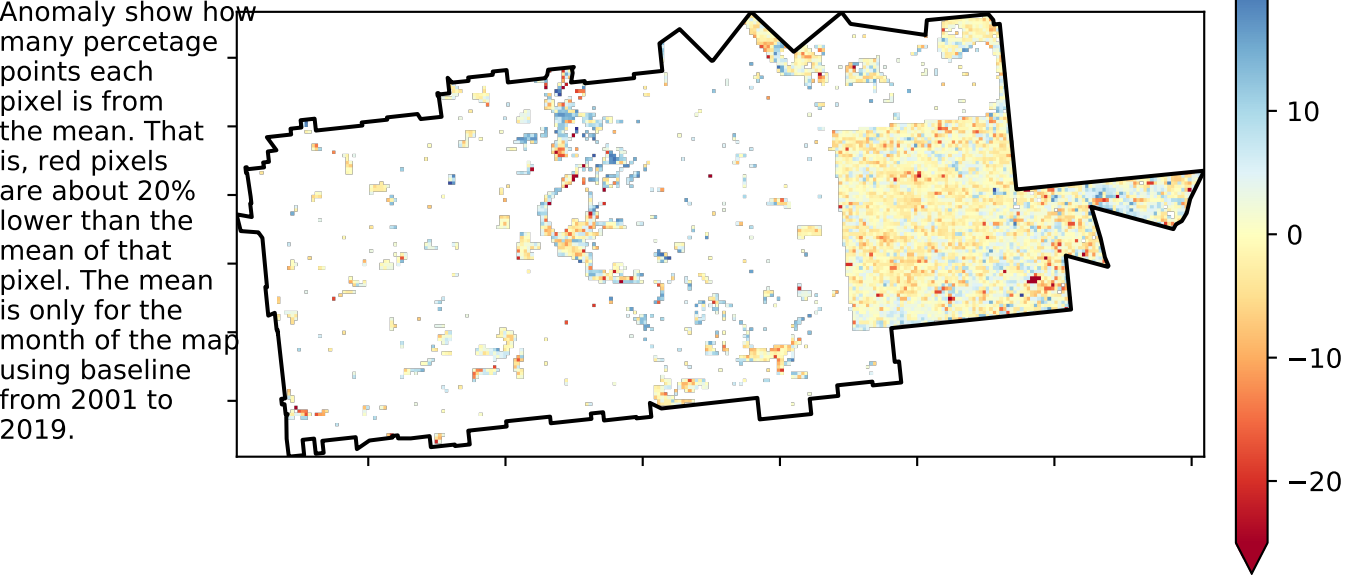 Anomaly show how
many percetage
points each
pixel is from
the mean. That
is, red pixels
are about 20%
lower than the
mean of that
pixel. The mean
is only for the
month of the map
using baseline
from 2001 to
2019.
10
0
−10
−20